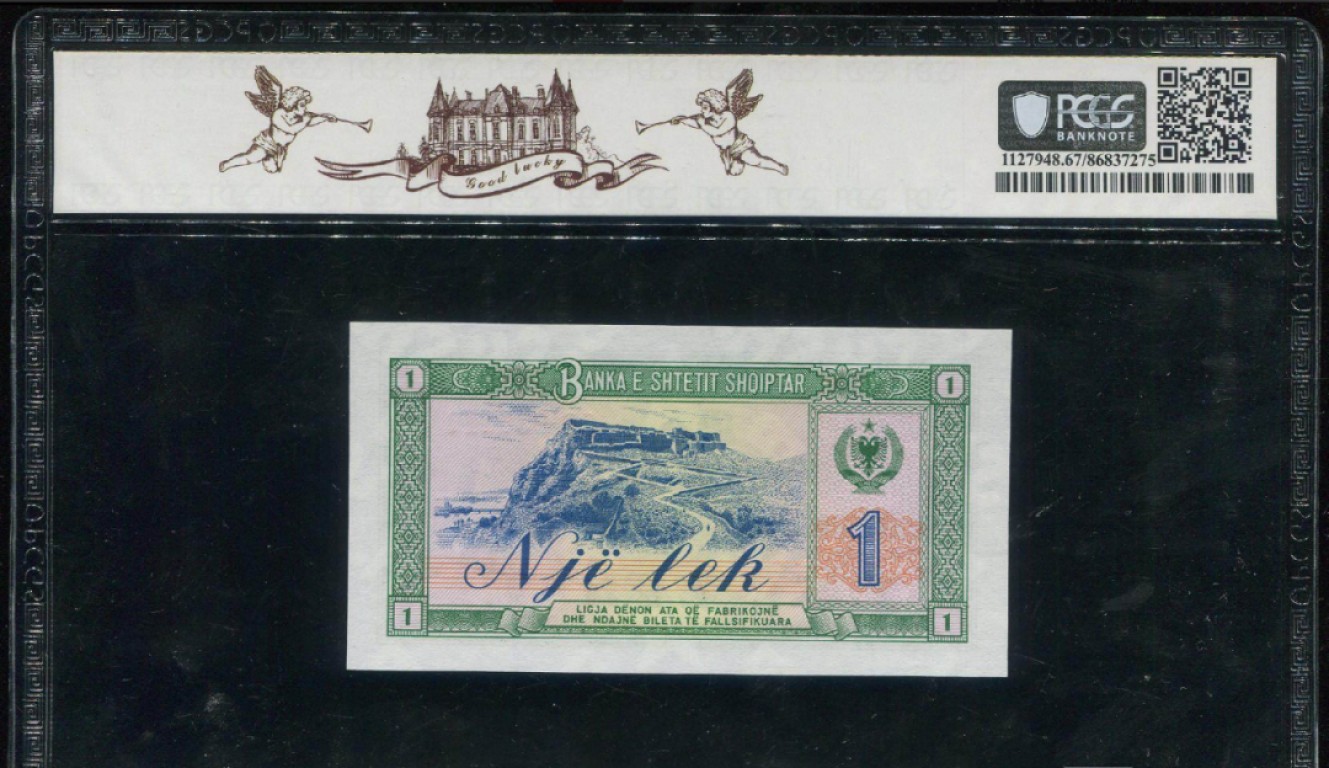 Good Lucky
PCGS
BANKNOTE
1127948.67/86837275
1
BANKA E SHTETIT SHQIPTAR
1
1
Një lek
1
LIGJA DËNON ATA QË FABRIKOJNË
DHE NDAJNË BILETA TË FALLSIFIKUARA
1